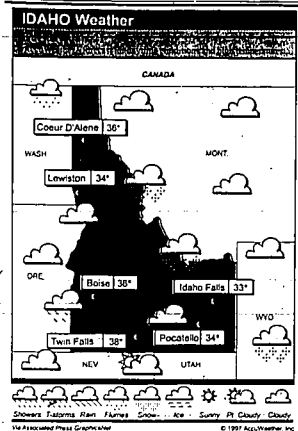 IDAHO Weather
CANADA
Coeur D'Alene 36°
WASH
MONT.
Lewiston 34°
ORE.
Boise 38°
Idaho Falls 33°
WYO
Twin Falls 38°
Pocatello 34°
NEV
UTAH
Showers T-storms Rain Flurries Snow Ice Sunny Pt Cloudy Cloudy
Via Associated Press GraphicsNet
© 1997 AccuWeather, Inc